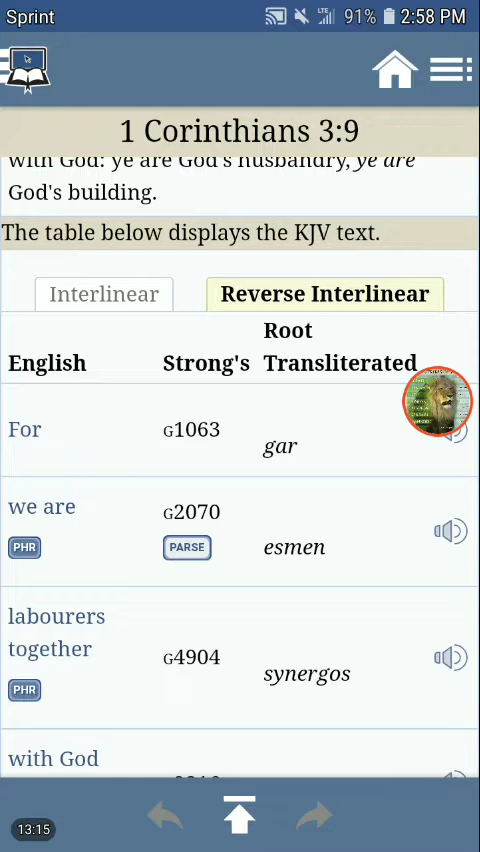 Sprint LTE 91% 2:58 PM
1 Corinthians 3:9
with God: ye are God's husbandry, ye are
God's building.
The table below displays the KJV text.
Interlinear Reverse Interlinear
English Strong's Root Transliterated
For G1063 gar
we are G2070 esmen
PHR PARSE
labourers together G4904 synergos
PHR
with God
13:15